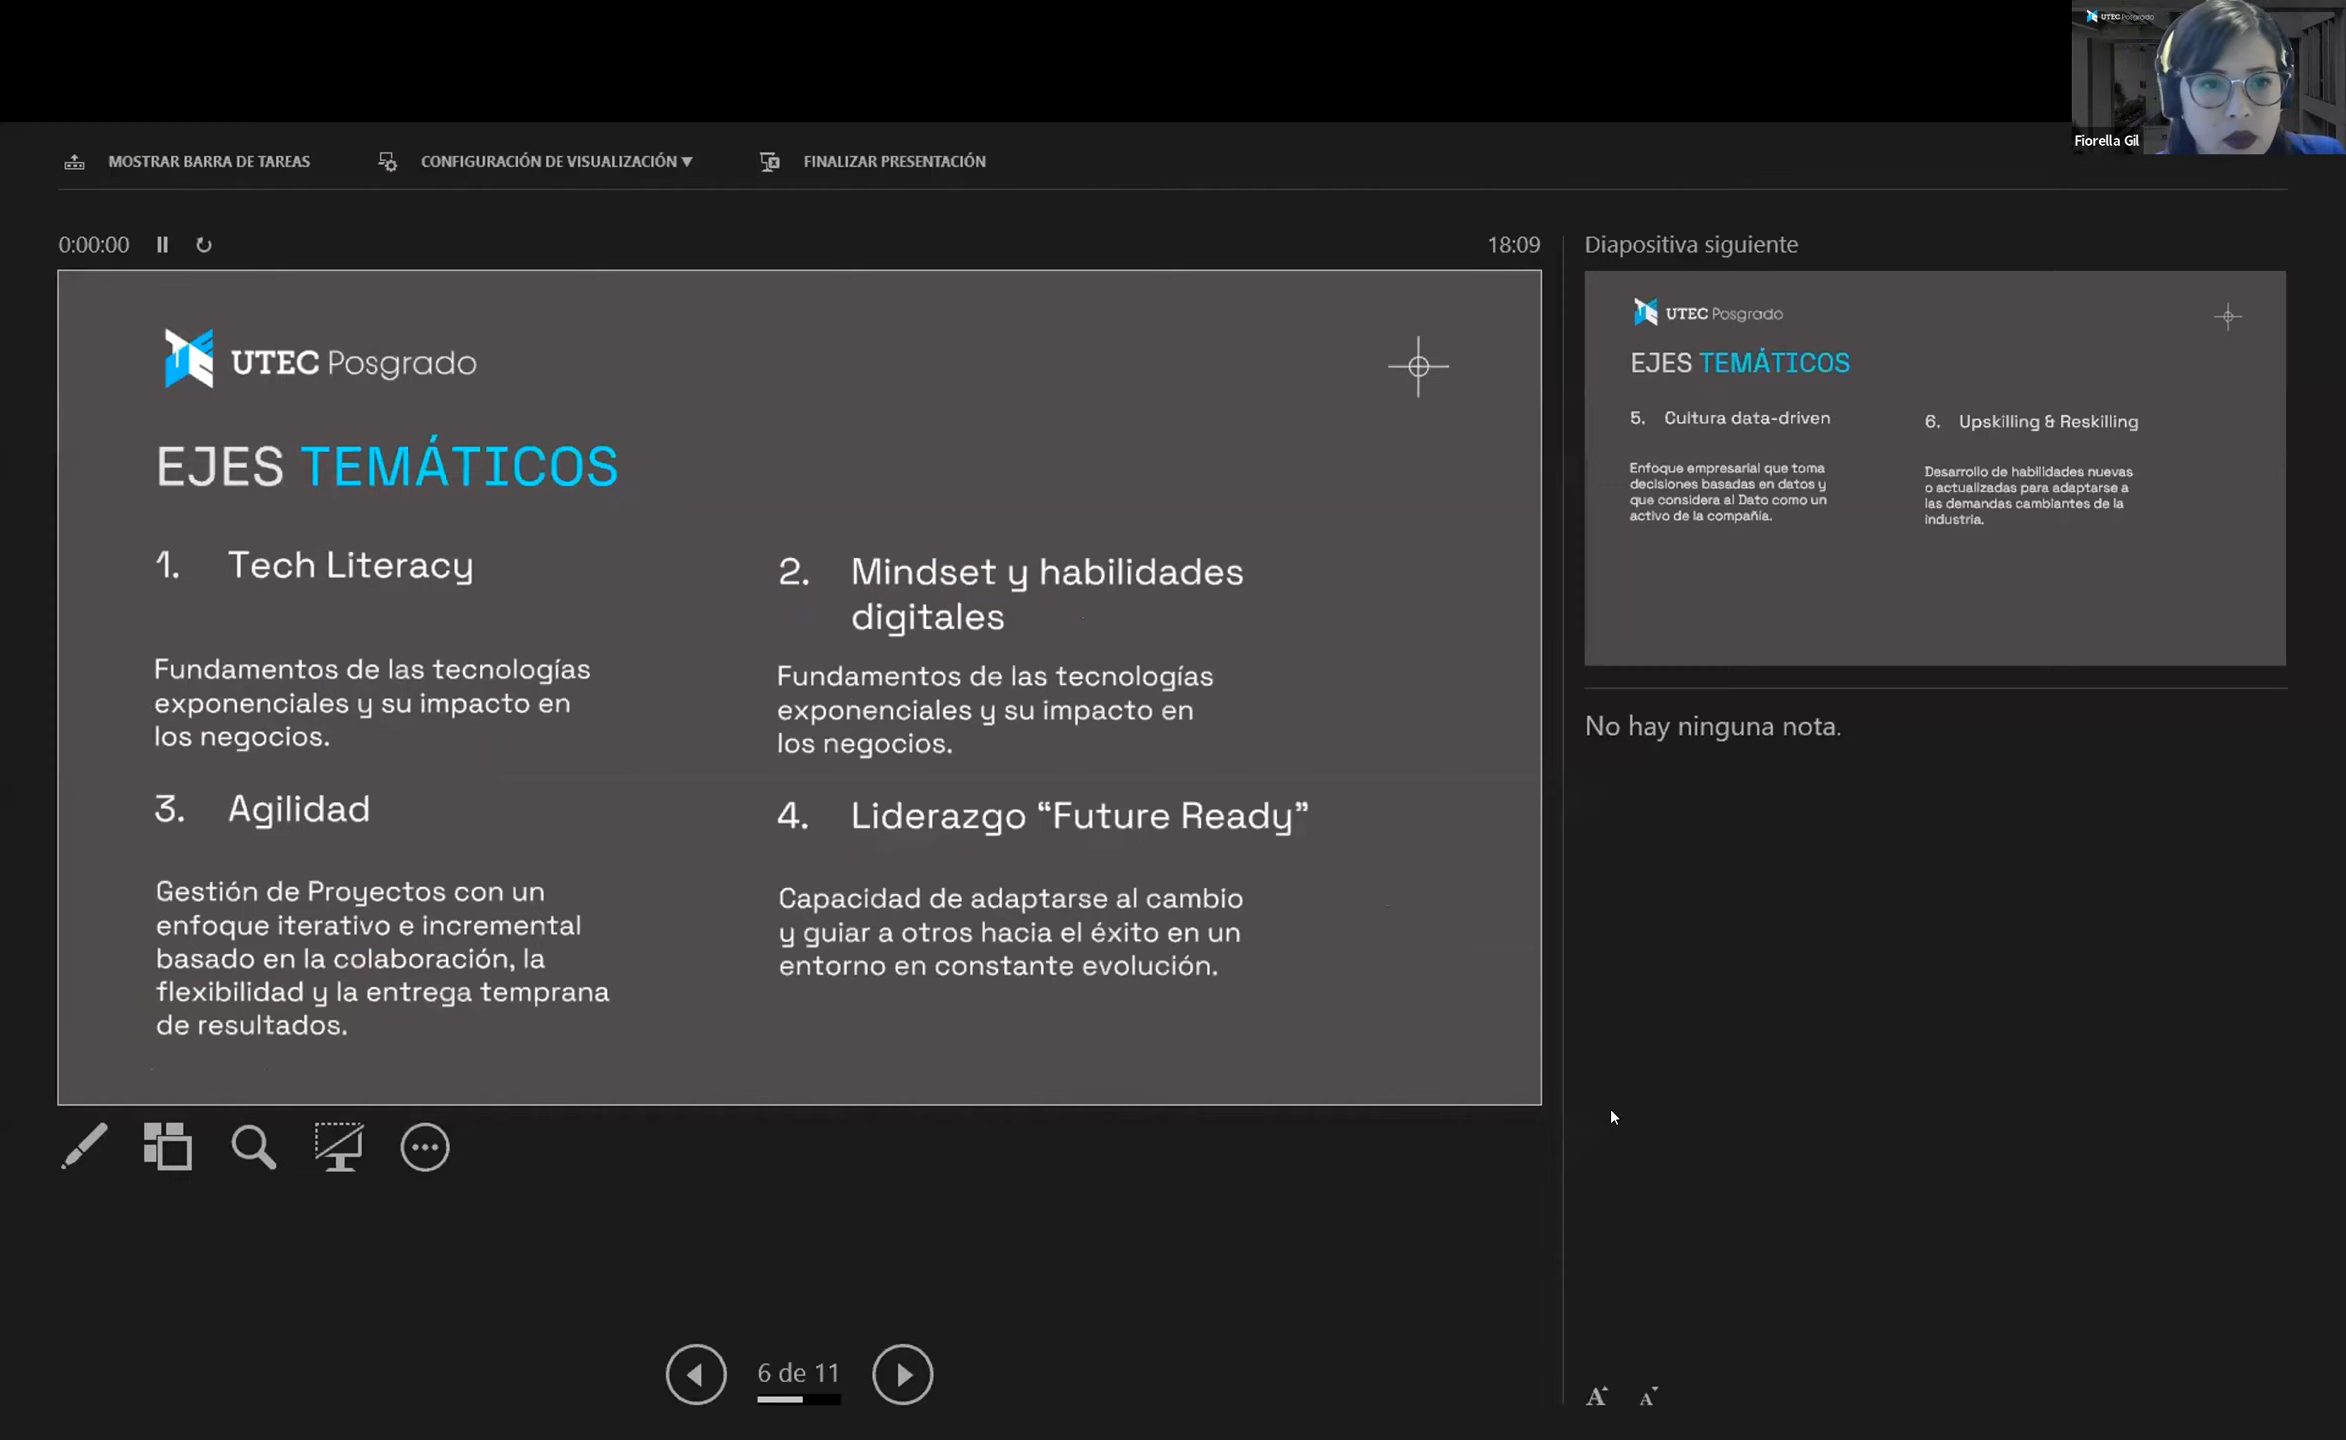 UTEC Posgrado
Fiorella Gil
MOSTRAR BARRA DE TAREAS
CONFIGURACIÓN DE VISUALIZACIÓN ▼
FINALIZAR PRESENTACIÓN
0:00:00
18:09
UTEC Posgrado
EJES TEMÁTICOS
1. Tech Literacy
Fundamentos de las tecnologías
exponenciales y su impacto en
los negocios.
2. Mindset y habilidades
digitales
Fundamentos de las tecnologías
exponenciales y su impacto en
los negocios.
3. Agilidad
Gestión de Proyectos con un
enfoque iterativo e incremental
basado en la colaboración, la
flexibilidad y la entrega temprana
de resultados.
4. Liderazgo “Future Ready”
Capacidad de adaptarse al cambio
y guiar a otros hacia el éxito en un
entorno en constante evolución.
Diapositiva siguiente
UTEC Posgrado
EJES TEMÁTICOS
5. Cultura data-driven
Enfoque empresarial que toma
decisiones basadas en datos y
que considera al Dato como un
activo de la compañía.
6. Upskilling & Reskilling
Desarrollo de habilidades nuevas
o actualizadas para adaptarse a
las demandas cambiantes de la
industria.
No hay ninguna nota.
6 de 11
A A